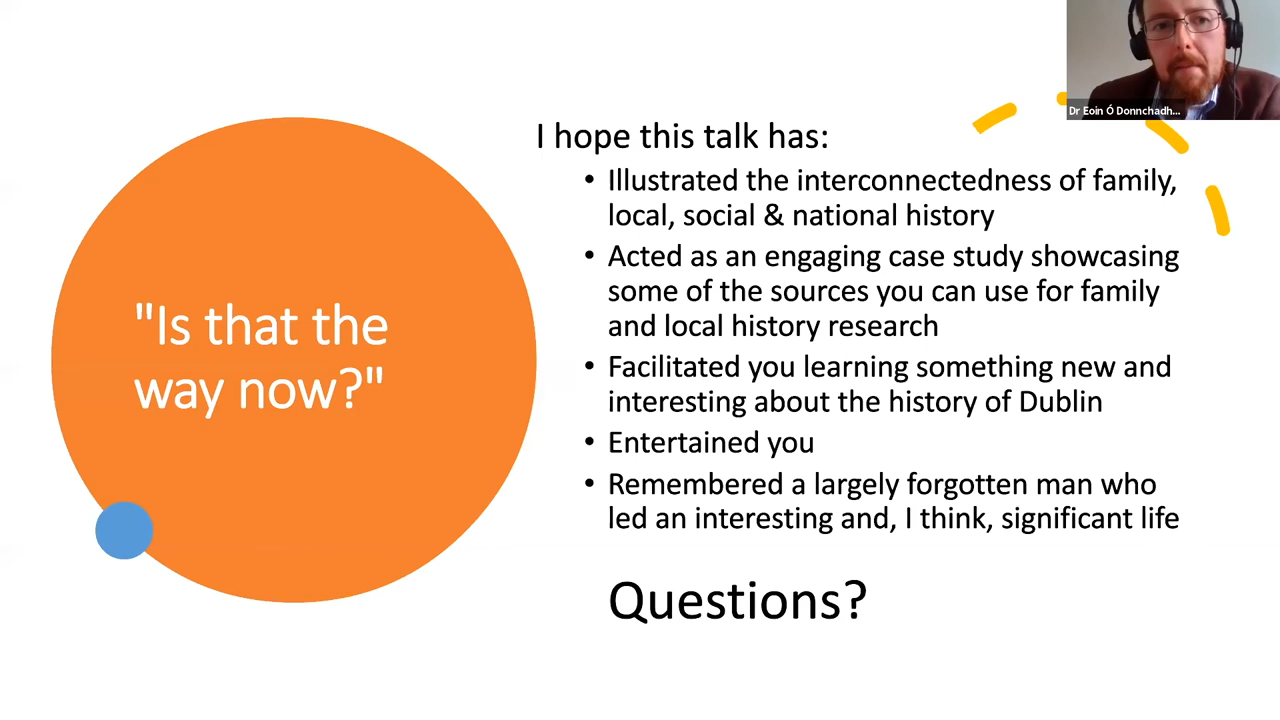 Dr Eoin Ó Donnchadh...
I hope this talk has:
• Illustrated the interconnectedness of family,
local, social & national history
• Acted as an engaging case study showcasing
some of the sources you can use for family
and local history research
• Facilitated you learning something new and
interesting about the history of Dublin
• Entertained you
• Remembered a largely forgotten man who
led an interesting and, I think, significant life
"Is that the
way now?"
Questions?